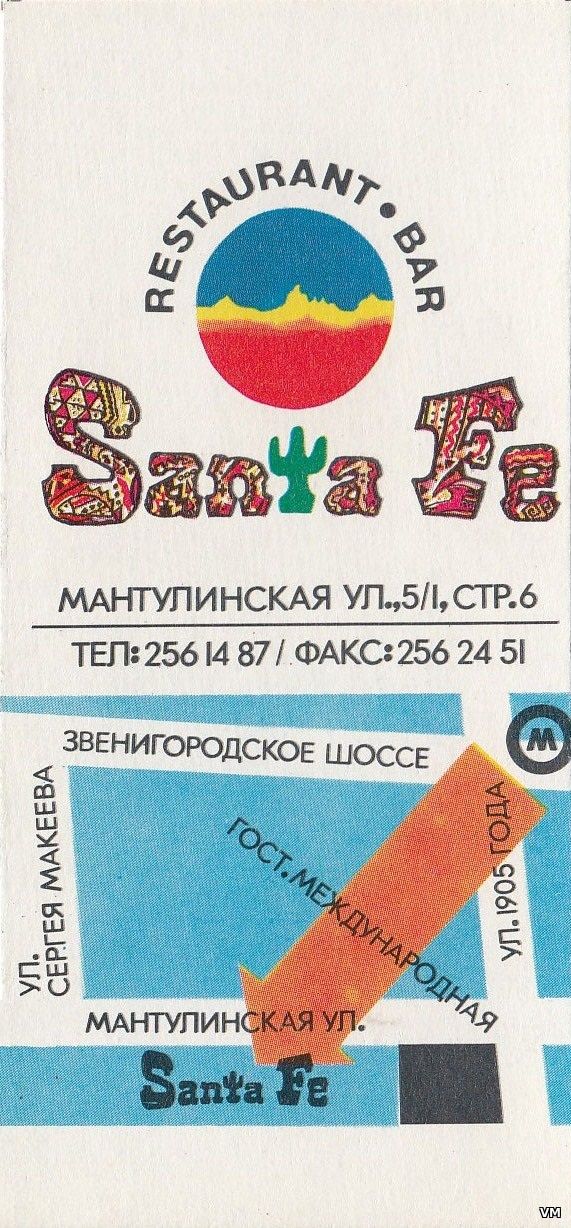 RESTAURANT • BAR
Santa Fe
МАНТУЛИНСКАЯ УЛ.,5/1, СТР.6
ТЕЛ: 256 14 87 / ФАКС: 256 24 51
М
ЗВЕНИГОРОДСКОЕ ШОССЕ
УЛ.
СЕРГЕЯ МАКЕЕВА
ГОСТ. МЕЖДУНАРОДНАЯ
УЛ. 1905 ГОДА
МАНТУЛИНСКАЯ УЛ.
Santa Fe
VM